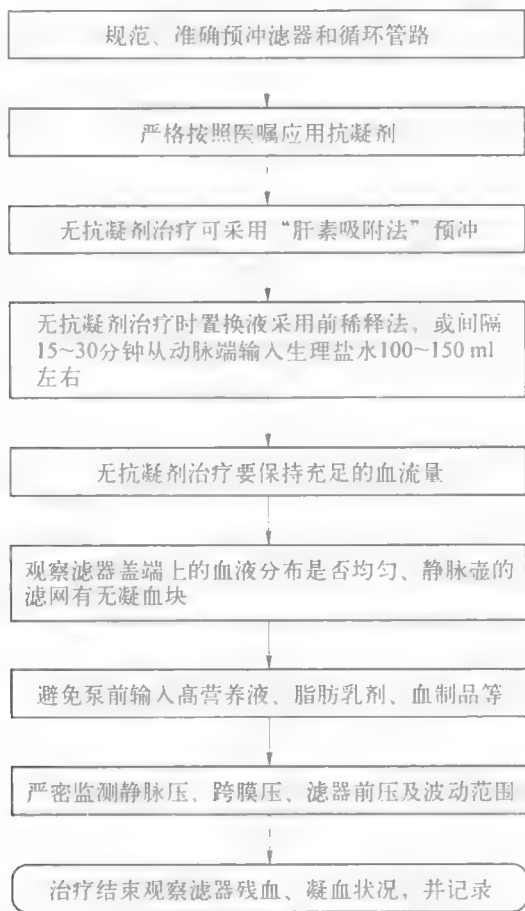 规范、准确预冲滤器和循环管路
严格按照医嘱应用抗凝剂
无抗凝剂治疗可采用“肝素吸附法”预冲
无抗凝剂治疗时置换液采用前稀释法，或间隔
15~30分钟从动脉端输入生理盐水100~150 ml
左右
无抗凝剂治疗要保持充足的血流量
观察滤器盖端上的血液分布是否均匀、静脉壶的
滤网有无凝血块
避免泵前输入高营养液、脂肪乳剂、血制品等
严密监测静脉压、跨膜压、滤器前压及波动范围
治疗结束观察滤器残血、凝血状况，并记录